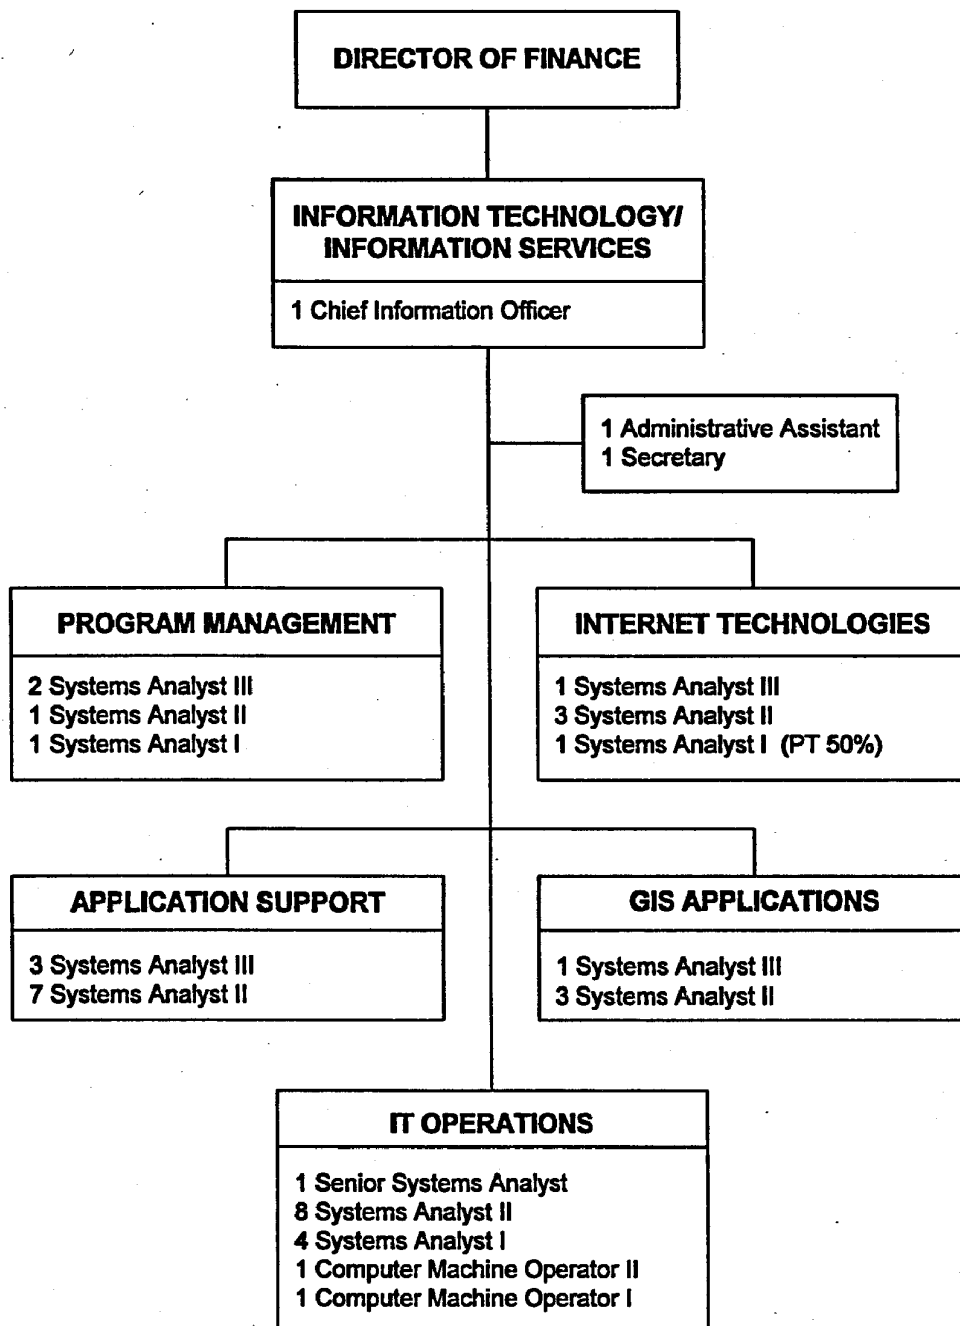 DIRECTOR OF FINANCE
INFORMATION TECHNOLOGY/
INFORMATION SERVICES
1 Chief Information Officer
1 Administrative Assistant
1 Secretary
PROGRAM MANAGEMENT
2 Systems Analyst III
1 Systems Analyst II
1 Systems Analyst I
INTERNET TECHNOLOGIES
1 Systems Analyst III
3 Systems Analyst II
1 Systems Analyst I (PT 50%)
APPLICATION SUPPORT
3 Systems Analyst III
7 Systems Analyst II
GIS APPLICATIONS
1 Systems Analyst III
3 Systems Analyst II
IT OPERATIONS
1 Senior Systems Analyst
8 Systems Analyst II
4 Systems Analyst I
1 Computer Machine Operator II
1 Computer Machine Operator I